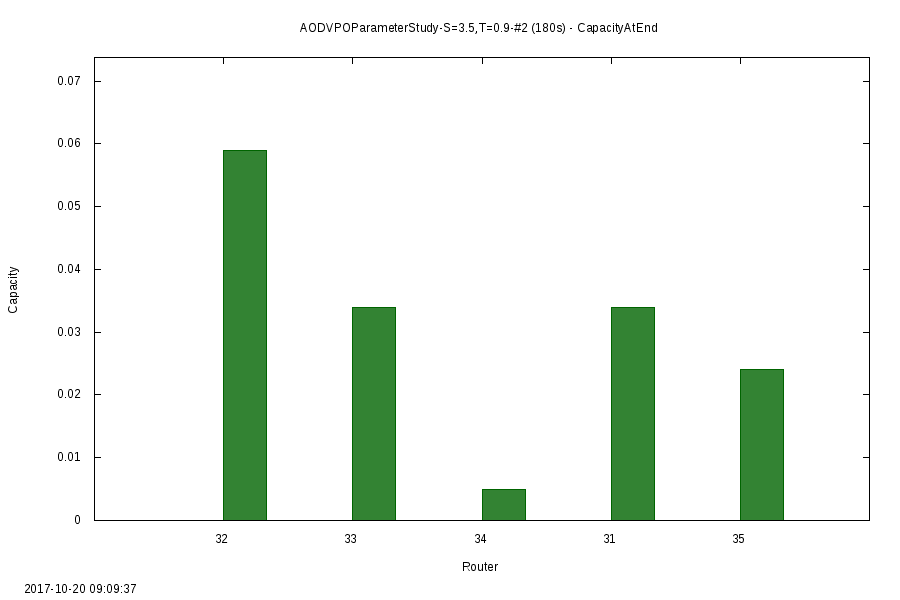 AODVPOParameterStudy-S=3.5,T=0.9-#2 (180s) - CapacityAtEnd
0.07
0.06
0.05
0.04
0.03
0.02
0.01
0
Capacity
32 33 34 31 35
Router
2017-10-20 09:09:37